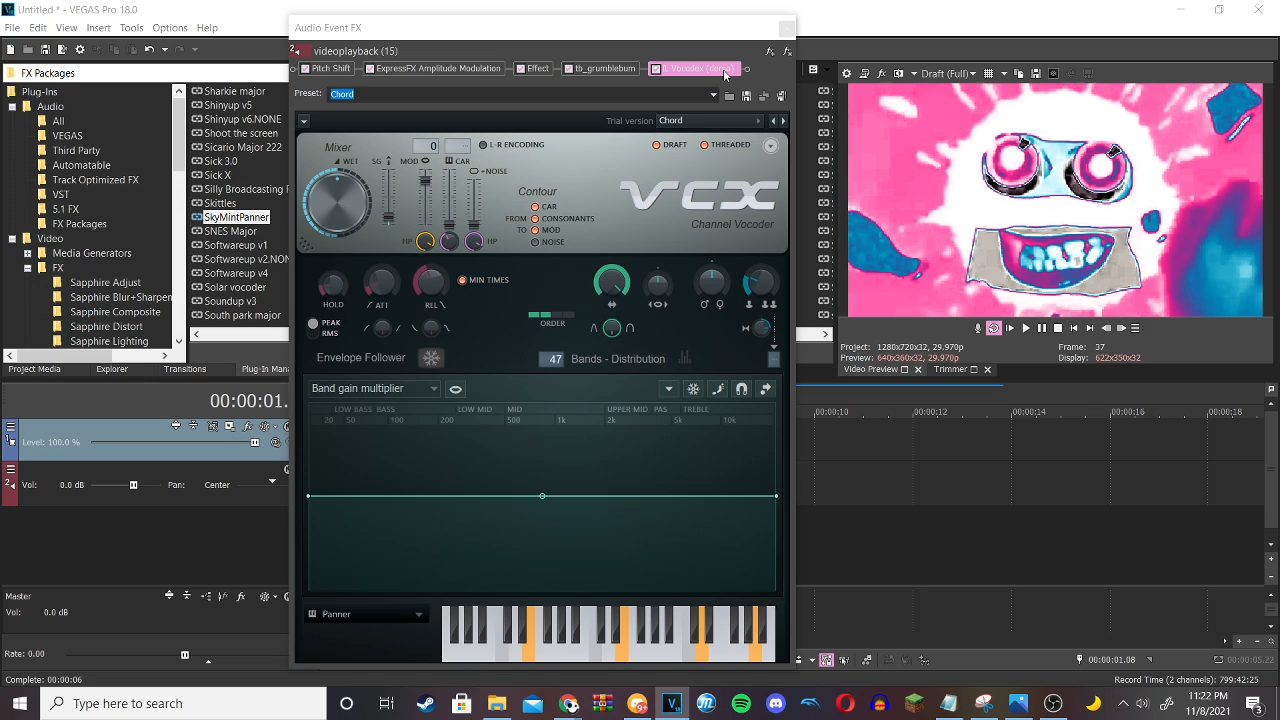 Untitled * - VEGAS Pro 18.0
File Edit View Insert Tools Options Help
FX Packages
Plug-Ins
Audio
All
VEGAS
Third Party
Automatable
Track Optimized FX
VST
5.1 FX
FX Packages
Video
Media Generators
FX
Sapphire Adjust
Sapphire Blur+Sharpen
Sapphire Composite
Sapphire Distort
Sapphire Lighting
Sharkie major
Shinyup v5
Shinyup v6.NONE
Shoot the screen
Sicario Major 222
Sick 3.0
Sick X
Silly Broadcasting
Skittles
SkyMintPanner
SNES Major
Softwareup v1
Softwareup v2.NON
Softwareup v4
Solar vocoder
Soundup v3
South park major
Project Media Explorer Transitions Plug-In Man
00:00:01.
Level: 100.0 %
Vol: 0.0 dB Pan: Center
Master
Vol: 0.0 dB
Rate: 0.00
Complete: 00:00:06
Audio Event FX
videoplayback (15)
Pitch Shift ExpressFX Amplitude Modulation Effect tb_grumblebum IL Vocodex (demo)
Preset: Chord
Trial version Chord
Mixer 0 L-R ENCODING DRAFT THREADED
WET SG MOD CAR
+NOISE
Contour
CAR
FROM CONSONANTS
TO MOD
NOISE
HP HP
VCX
Channel Vocoder
HOLD ATT REL MIN TIMES
PEAK
RMS
ORDER
Envelope Follower 47 Bands - Distribution
Band gain multiplier
LOW BASS BASS LOW MID MID UPPER MID PAS TREBLE
20 50 100 200 500 1k 2k 5k 10k
Panner
Draft (Full)
Project: 1280x720x32, 29.970p Frame: 37
Preview: 640x360x32, 29.970p Display: 622x350x32
Video Preview Trimmer
00:00:10 00:00:12 00:00:14 00:00:16 00:00:18
00:00:01.08 00:00:05.22
Record Time (2 channels): 799:42:25
Type here to search
11:22 PM
11/8/2021